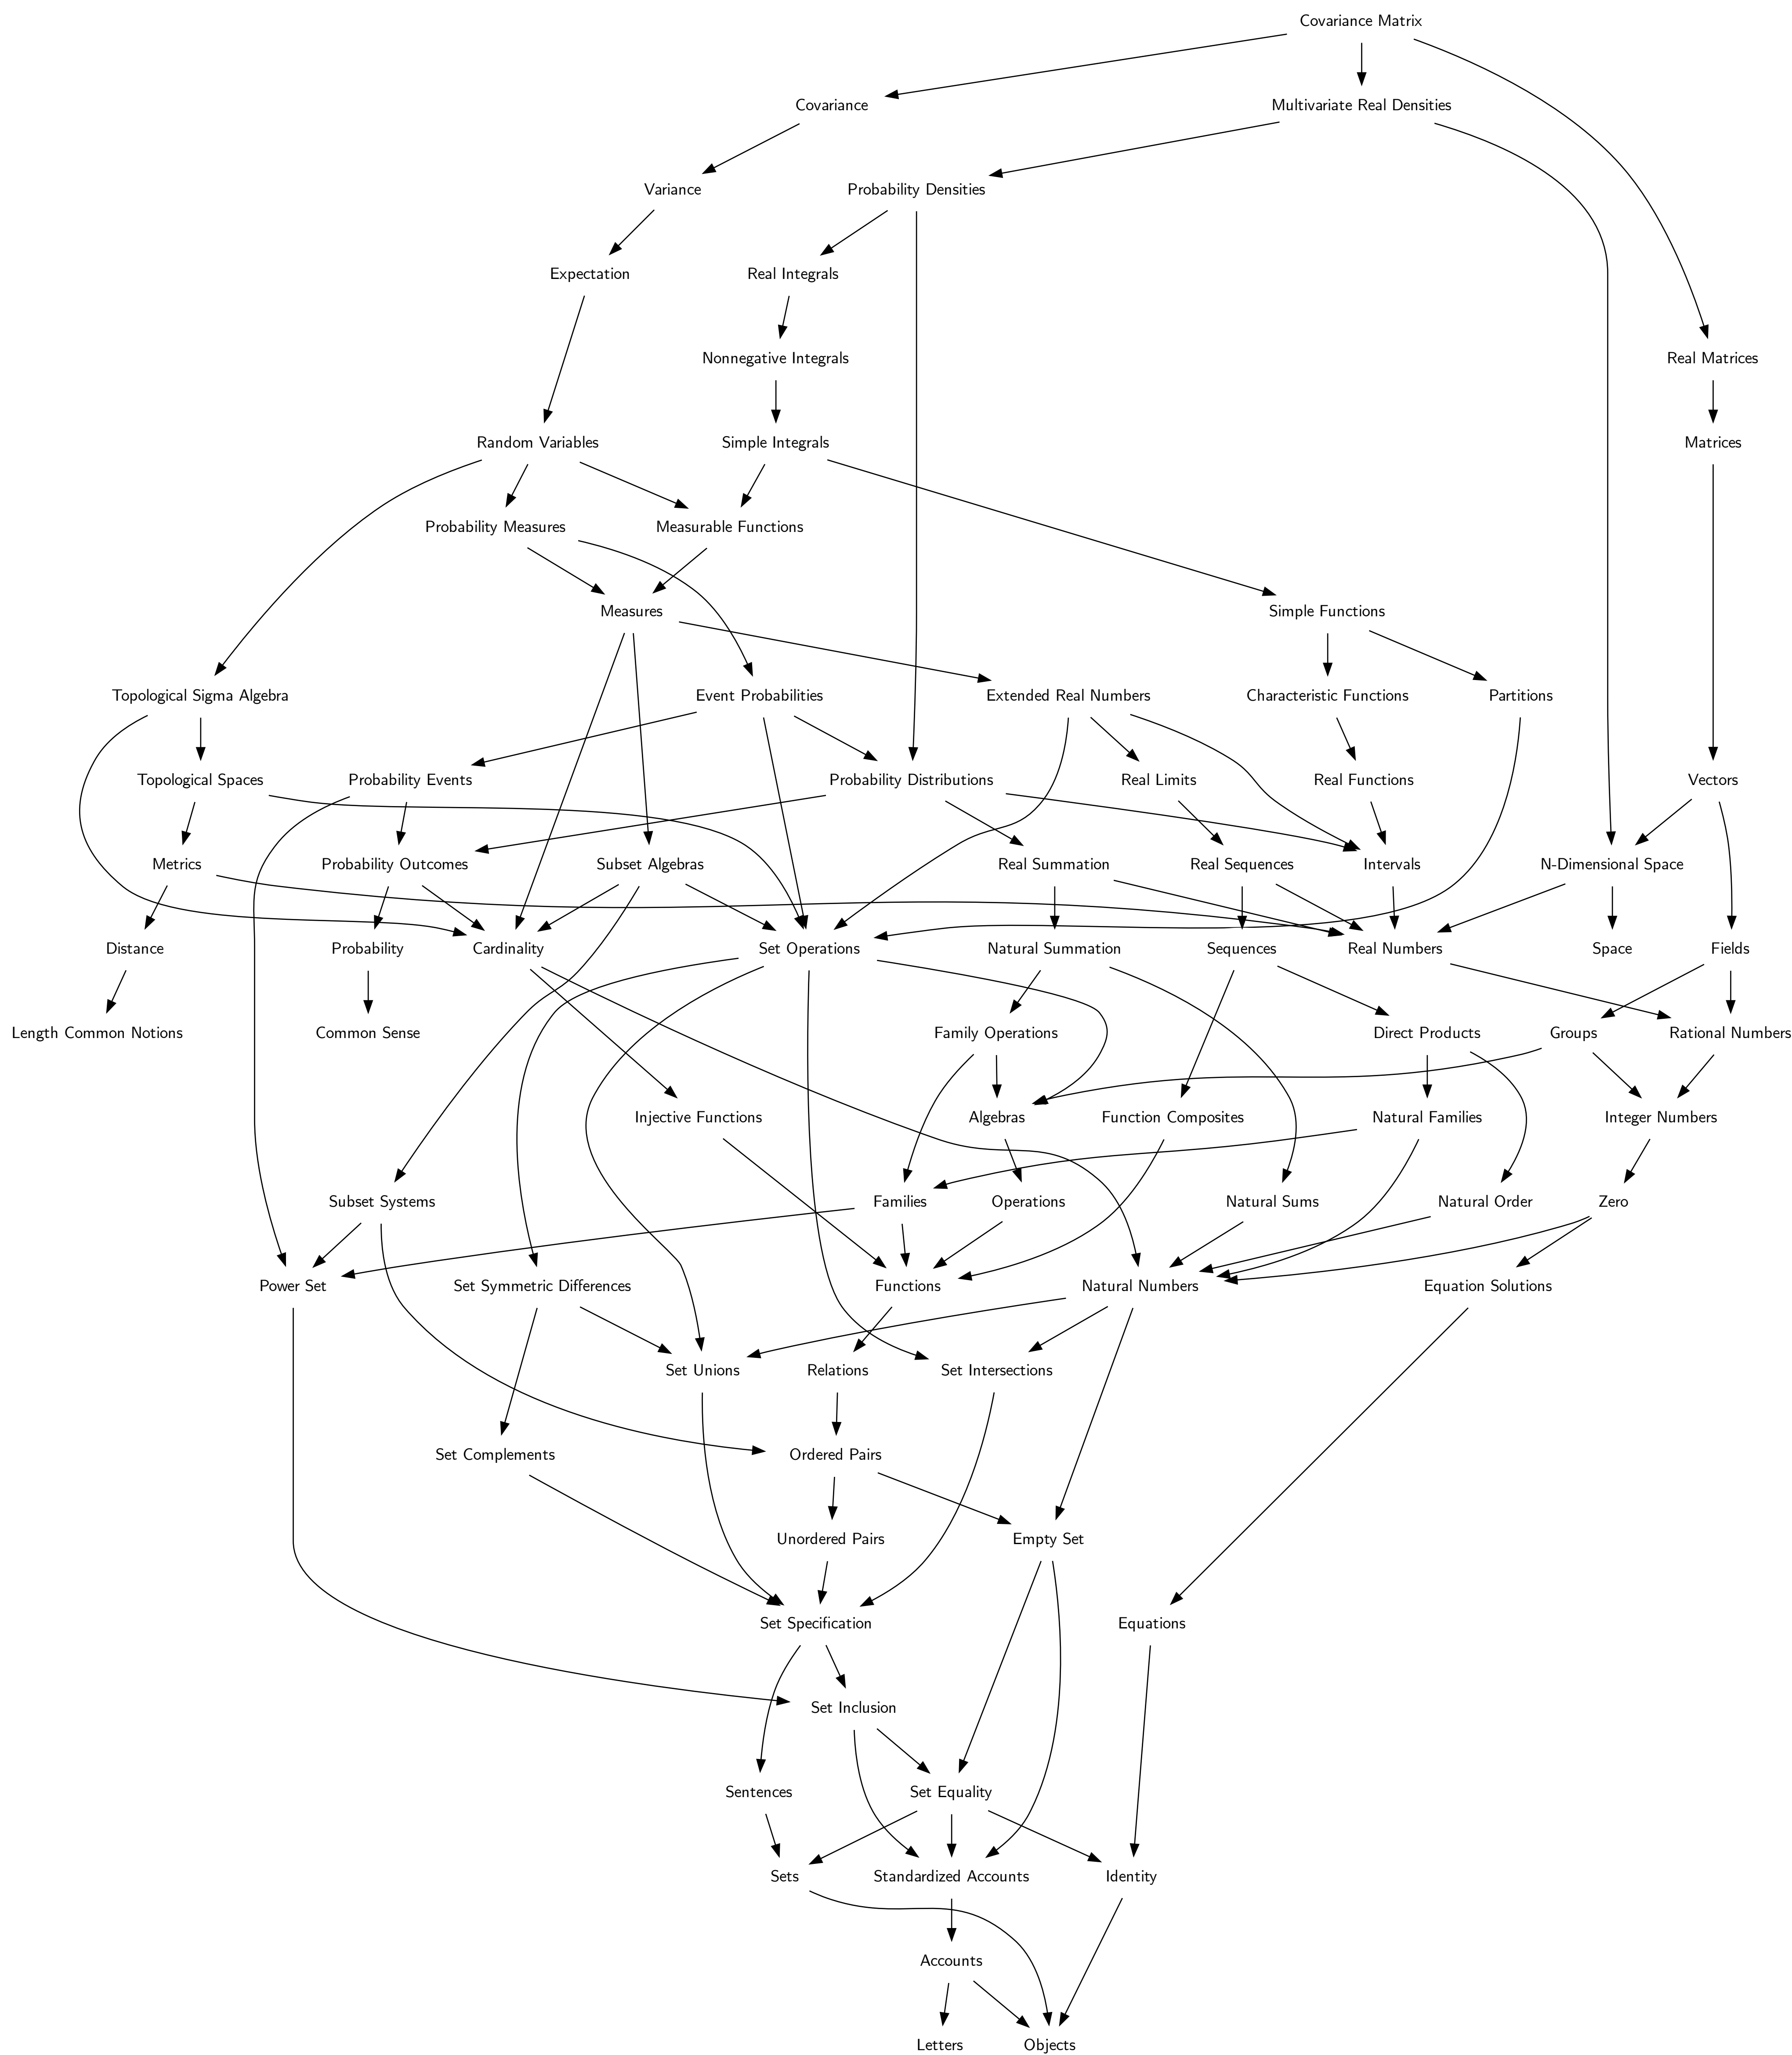 Covariance Matrix
Covariance
Multivariate Real Densities
Variance
Probability Densities
Expectation
Real Integrals
Nonnegative Integrals
Real Matrices
Random Variables
Simple Integrals
Matrices
Probability Measures
Measurable Functions
Measures
Simple Functions
Topological Sigma Algebra
Event Probabilities
Extended Real Numbers
Characteristic Functions
Partitions
Topological Spaces
Probability Events
Probability Distributions
Real Limits
Real Functions
Vectors
Metrics
Probability Outcomes
Subset Algebras
Real Summation
Real Sequences
Intervals
N-Dimensional Space
Distance
Probability
Cardinality
Set Operations
Natural Summation
Sequences
Real Numbers
Space
Fields
Length Common Notions
Common Sense
Family Operations
Direct Products
Groups
Rational Numbers
Injective Functions
Algebras
Function Composites
Natural Families
Integer Numbers
Subset Systems
Families
Operations
Natural Sums
Natural Order
Zero
Power Set
Set Symmetric Differences
Functions
Natural Numbers
Equation Solutions
Set Unions
Relations
Set Intersections
Set Complements
Ordered Pairs
Unordered Pairs
Empty Set
Set Specification
Equations
Set Inclusion
Sentences
Set Equality
Sets
Standardized Accounts
Identity
Accounts
Letters
Objects